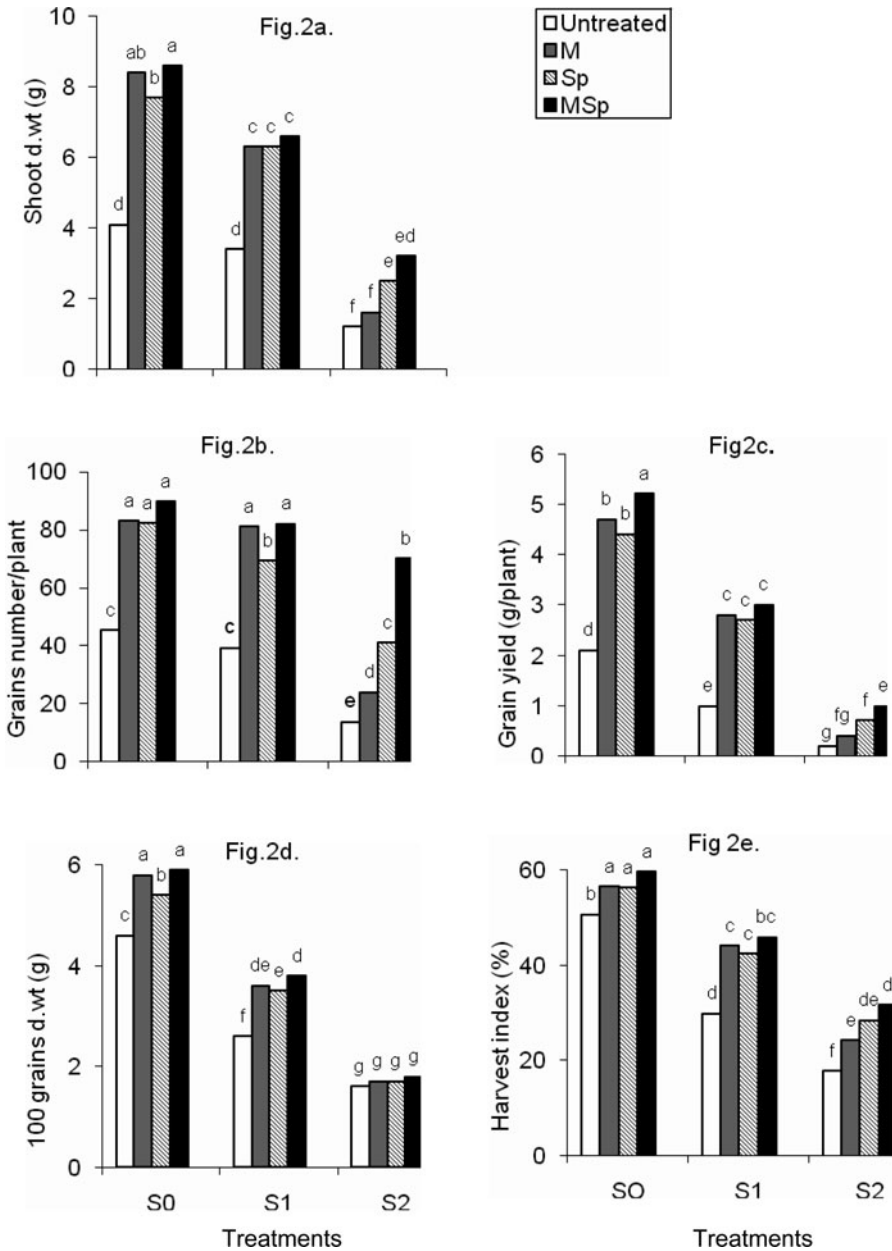 Fig.2a.
Untreated
M
Sp
MSp
Shoot d.wt (g)
10
8
6
4
2
0
d ab b a
d c c c
f f e ed
Fig.2b.
Grains number/plant
100
80
60
40
20
0
c a a a
c a b a
e d c b
Fig2c.
Grain yield (g/plant)
6
5
4
3
2
1
0
d b b a
e c c c
g fg f e
Fig.2d.
100 grains d.wt (g)
6
4
2
0
c a b a
f de e d
g g g g
S0 S1 S2
Treatments
Fig 2e.
Harvest index (%)
60
40
20
0
b a a a
d c c bc
f e de d
SO S1 S2
Treatments